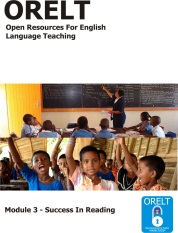 ORELT
Open Resources For English
Language Teaching
Module 3 - Success In Reading
ORELT